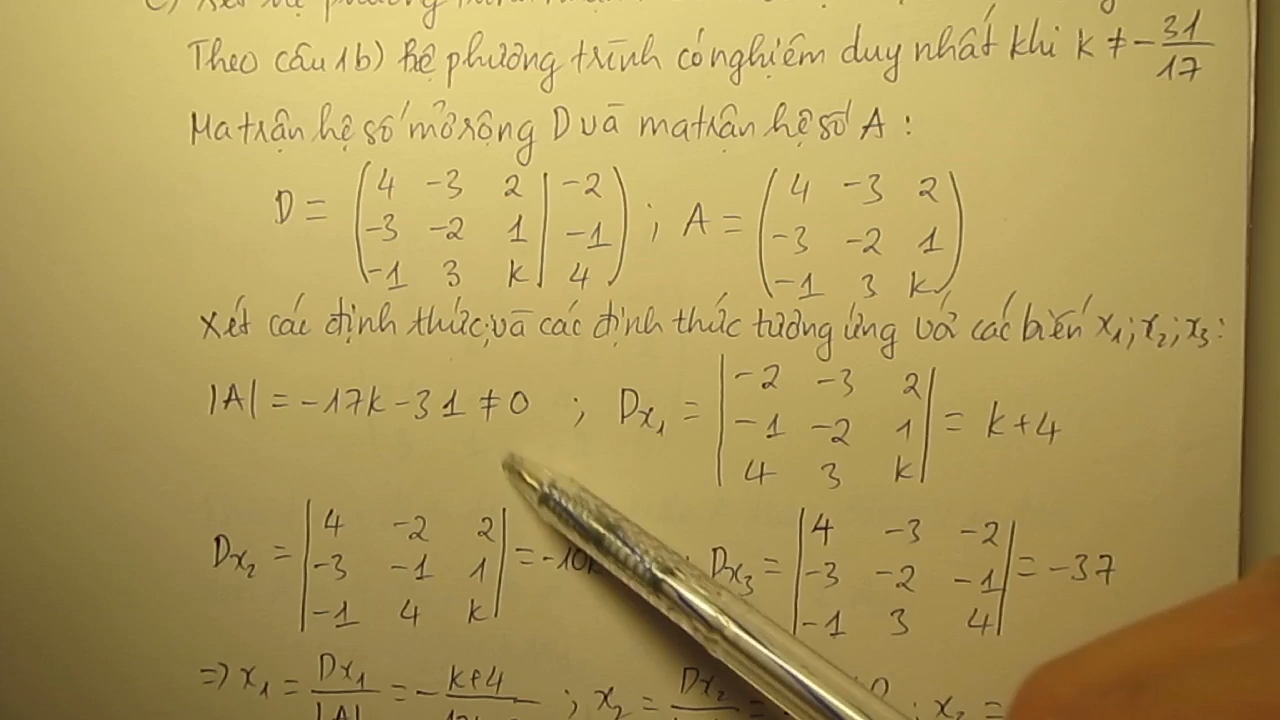 Theo câu 1b) hệ phương trình có nghiệm duy nhất khi k ≠ -31/17
Ma trận hệ số mở rộng D và ma trận hệ số A :
D = (4 -3 2 | -2; -3 -2 1 | -1; -1 3 k | 4) ; A = (4 -3 2; -3 -2 1; -1 3 k)
Xét các định thức; và các định thức tương ứng với các biến x₁; x₂; x₃:
|A| = -17k - 31 ≠ 0 ; Dx₁ = |-2 -3 2; -1 -2 1; 4 3 k| = k+4
Dx₂ = |4 -2 2; -3 -1 1; -1 4 k| = -10 ; Dx₃ = |4 -3 -2; -3 -2 -1; -1 3 4| = -37
=> x₁ = Dx₁/|A| = - k+4 ; x₂ = Dx₂ =